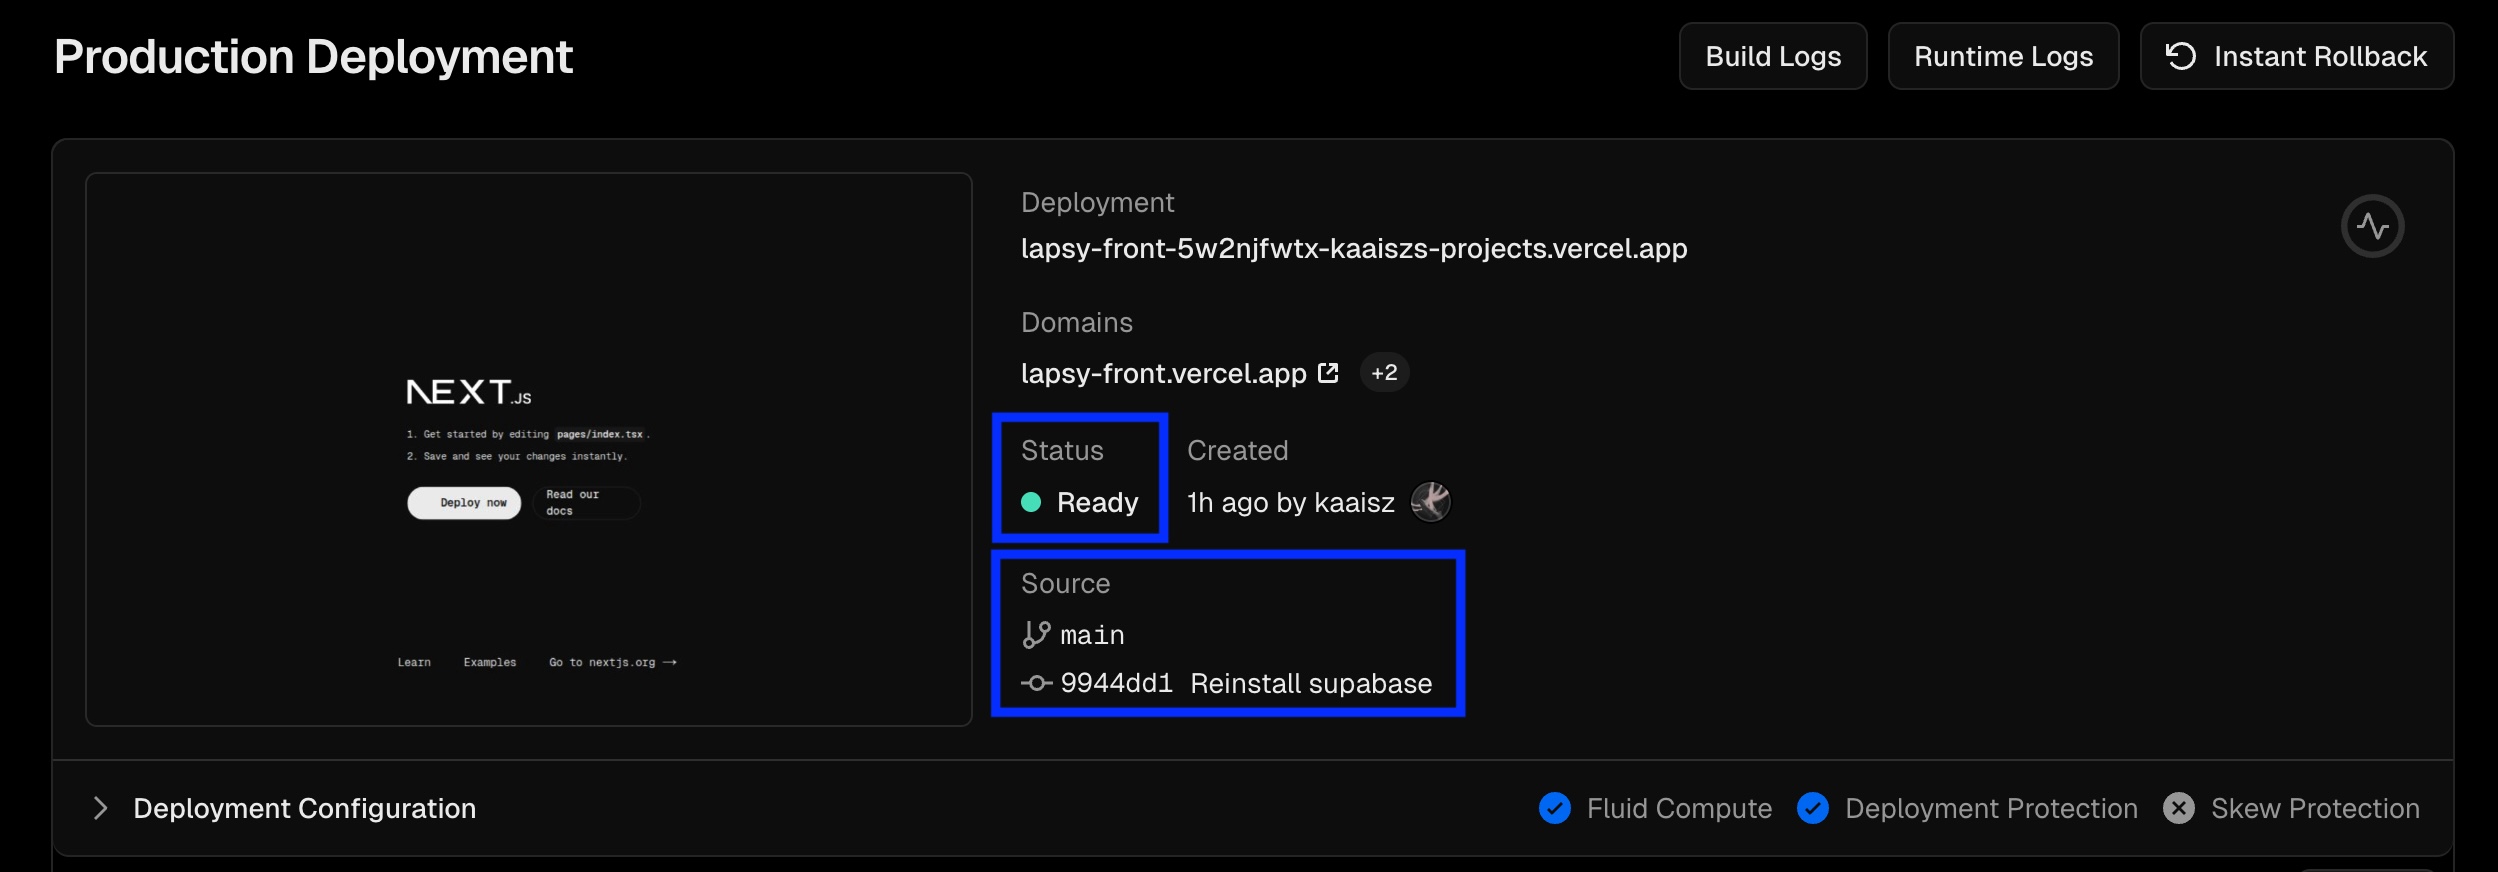 Production Deployment
Build Logs
Runtime Logs
Instant Rollback
NEXT.JS
1. Get started by editing pages/index.tsx.
2. Save and see your changes instantly.
Deploy now
Read our
docs
Learn
Examples
Go to nextjs.org →
Deployment
lapsy-front-5w2njfwtx-kaaiszs-projects.vercel.app
Domains
lapsy-front.vercel.app
+2
Status
Ready
Created
1h ago by kaaisz
Source
main
9944dd1 Reinstall supabase
Deployment Configuration
Fluid Compute
Deployment Protection
Skew Protection